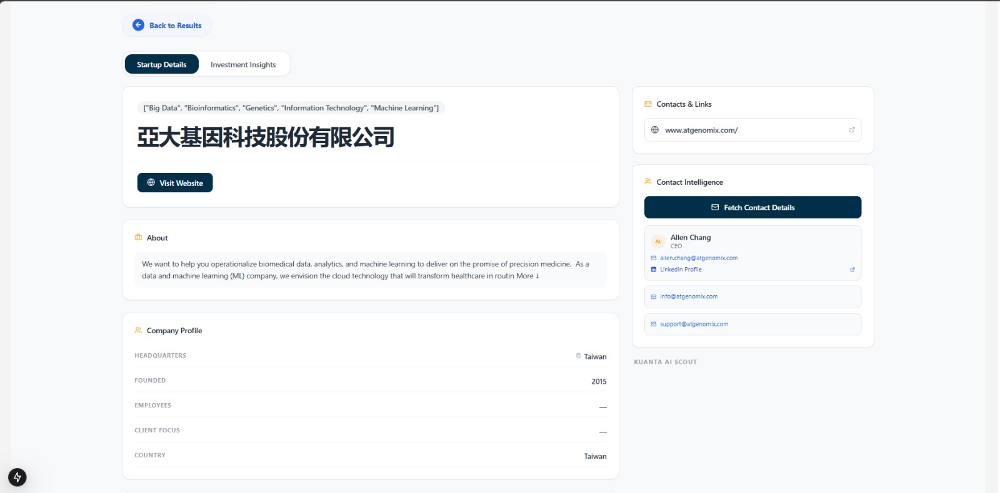 Back to Results
Startup Details
Investment Insights
["Big Data", "Bioinformatics", "Genetics", "Information Technology", "Machine Learning"]
亞大基因科技股份有限公司
Visit Website
About
We want to help you operationalize biomedical data, analytics, and machine learning to deliver on the promise of precision medicine.  As a
data and machine learning (ML) company, we envision the cloud technology that will transform healthcare in routin More ↓
Company Profile
HEADQUARTERS
Taiwan
FOUNDED
2015
EMPLOYEES
—
CLIENT FOCUS
—
COUNTRY
Taiwan
Contacts & Links
www.atgenomix.com/
Contact Intelligence
Fetch Contact Details
AL
Allen Chang
CEO
allen.chang@atgenomix.com
LinkedIn Profile
info@atgenomix.com
support@atgenomix.com
KUANTA AI SCOUT